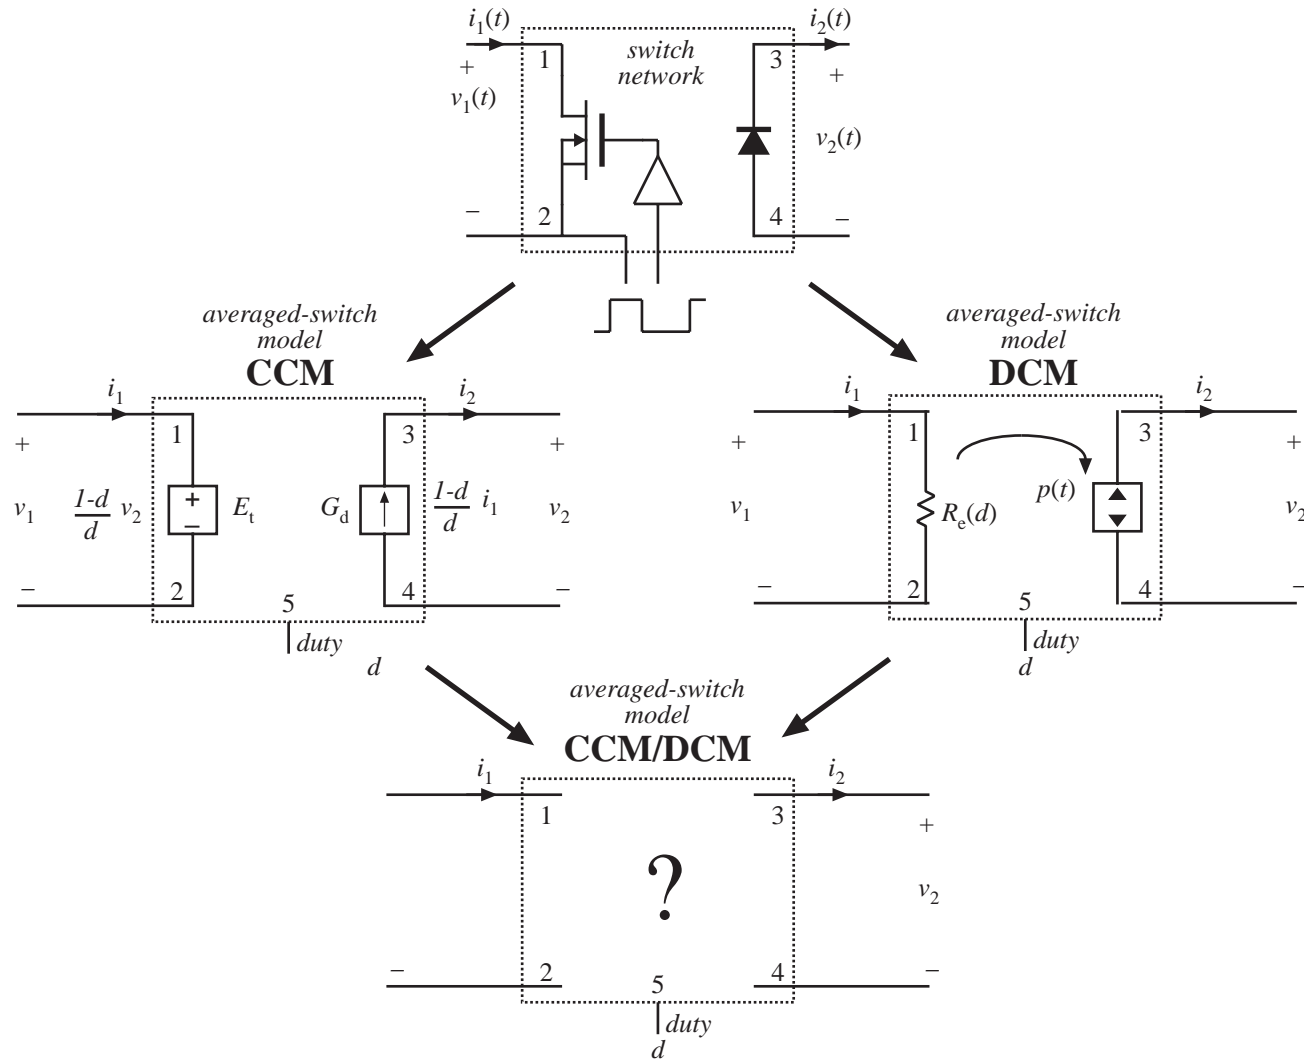 i1(t)
i2(t)
switch
network
1
3
+
+
v1(t)
v2(t)
−
2
4
−
averaged-switch
model
CCM
averaged-switch
model
DCM
i1
i2
i1
i2
1
3
1
3
+
+
+
+
p(t)
v1
1-d
d
v2
+
−
Et
Gd
1-d
d
i1
v2
v1
Re(d)
v2
−
2
4
−
−
2
4
−
5
5
duty
d
duty
d
averaged-switch
model
CCM/DCM
i1
i2
1
3
+
?
v2
−
2
4
−
5
duty
d